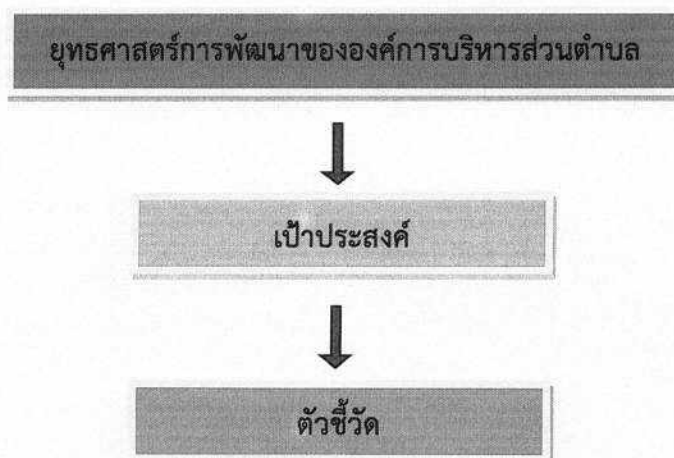 ยุทธศาสตร์การพัฒนาขององค์การบริหารส่วนตำบล
เป้าประสงค์
ตัวชี้วัด